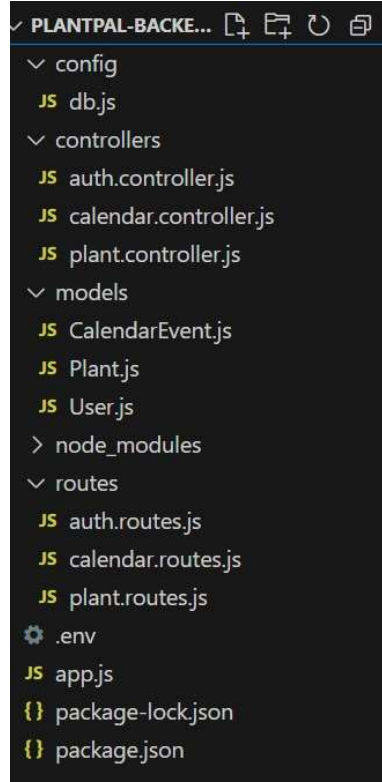 PLANTPAL-BACKE...
config
JS db.js
controllers
JS auth.controller.js
JS calendar.controller.js
JS plant.controller.js
models
JS CalendarEvent.js
JS Plant.js
JS User.js
node_modules
routes
JS auth.routes.js
JS calendar.routes.js
JS plant.routes.js
.env
JS app.js
{} package-lock.json
{} package.json